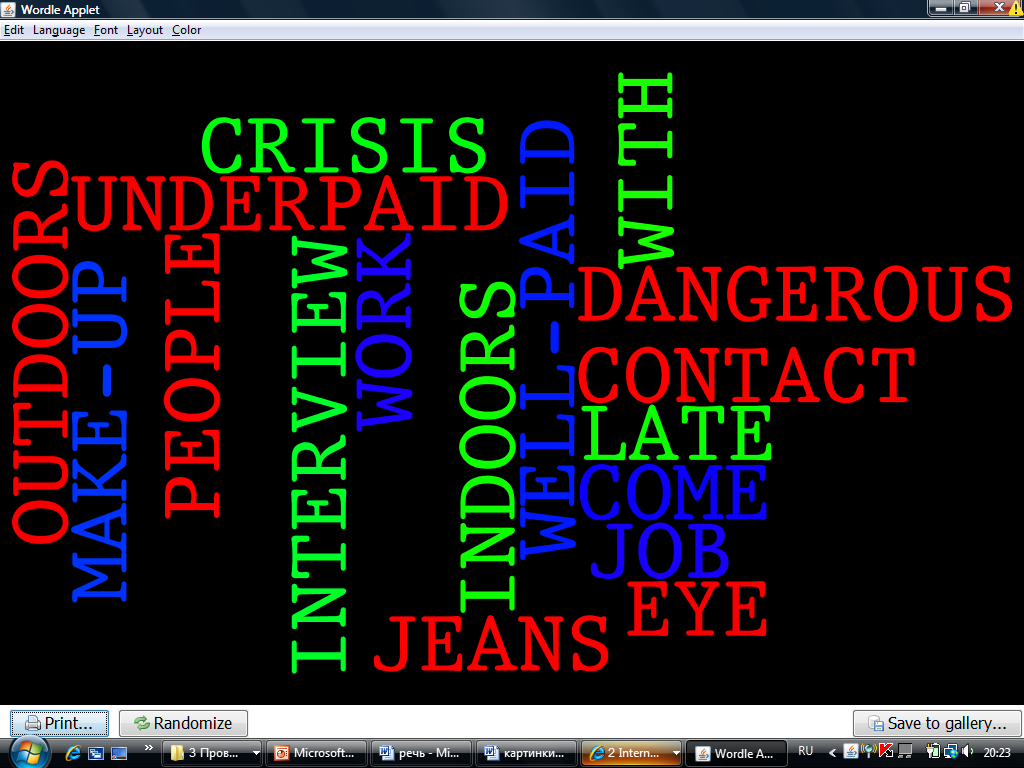 Wordle Applet
Edit Language Font Layout Color
WITH
CRISIS
UNDERPAID
OUTDOORS
MAKE-UP
PEOPLE
INTERVIEW
WORK
INDOORS
WELL-PAID
DANGEROUS
CONTACT
LATE
COME
JOB
EYE
JEANS
Print... Randomize Save to gallery...
» 3 Пров... Microsoft... речь - Mi... картинки... 2 Intern... Wordle A... RU < 20:23